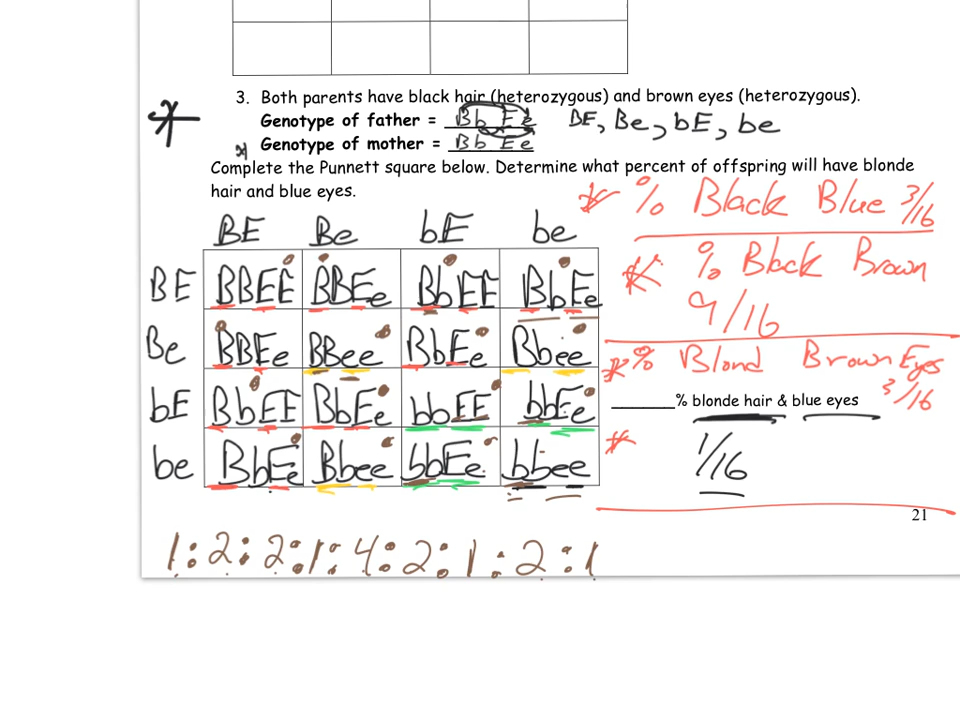 3. Both parents have black hair (heterozygous) and brown eyes (heterozygous).
Genotype of father = Bb Ee BE, Be, bE, be
Genotype of mother = Bb Ee
Complete the Punnett square below. Determine what percent of offspring will have blonde
hair and blue eyes.
% Black Blue 3/16
BE Be bE be
% Black Brown
9/16
BE BBEE BBEe BbEE BbEe
Be BBEe BBee BbEe Bbee
% Blond Brown Eyes
3/16
bE BbEE BbEe bbEE bbEe
______% blonde hair & blue eyes
be BbEe Bbee bbEe bbee
1/16
21
1:2:2:1:4:2:1:2:1